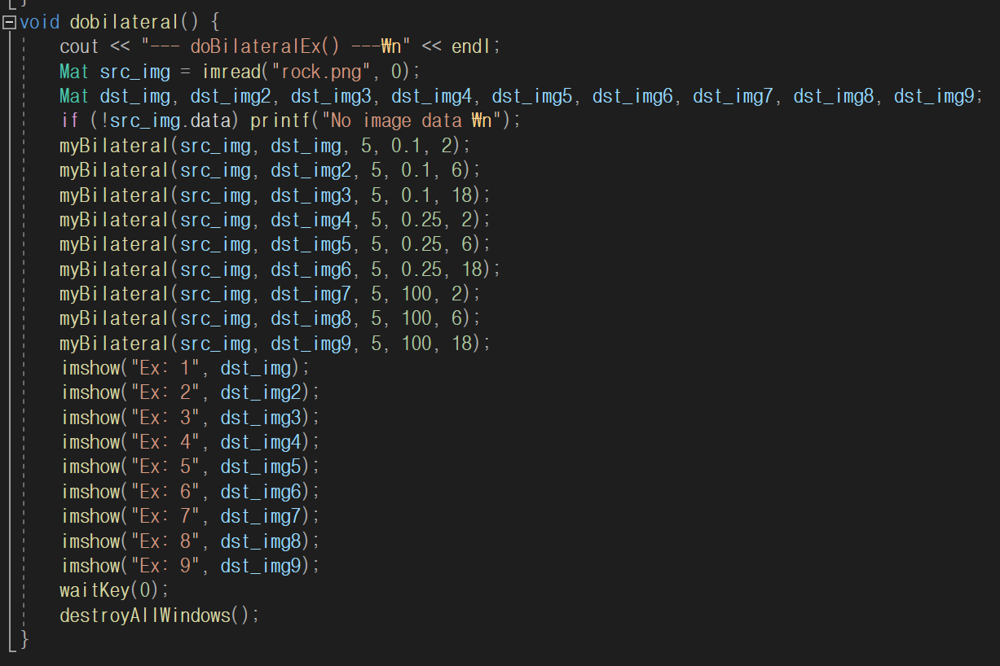 void dobilateral() {
cout << "--- doBilateralEx() ---₩n" << endl;
Mat src_img = imread("rock.png", 0);
Mat dst_img, dst_img2, dst_img3, dst_img4, dst_img5, dst_img6, dst_img7, dst_img8, dst_img9;
if (!src_img.data) printf("No image data ₩n");
myBilateral(src_img, dst_img, 5, 0.1, 2);
myBilateral(src_img, dst_img2, 5, 0.1, 6);
myBilateral(src_img, dst_img3, 5, 0.1, 18);
myBilateral(src_img, dst_img4, 5, 0.25, 2);
myBilateral(src_img, dst_img5, 5, 0.25, 6);
myBilateral(src_img, dst_img6, 5, 0.25, 18);
myBilateral(src_img, dst_img7, 5, 100, 2);
myBilateral(src_img, dst_img8, 5, 100, 6);
myBilateral(src_img, dst_img9, 5, 100, 18);
imshow("Ex: 1", dst_img);
imshow("Ex: 2", dst_img2);
imshow("Ex: 3", dst_img3);
imshow("Ex: 4", dst_img4);
imshow("Ex: 5", dst_img5);
imshow("Ex: 6", dst_img6);
imshow("Ex: 7", dst_img7);
imshow("Ex: 8", dst_img8);
imshow("Ex: 9", dst_img9);
waitKey(0);
destroyAllWindows();
}